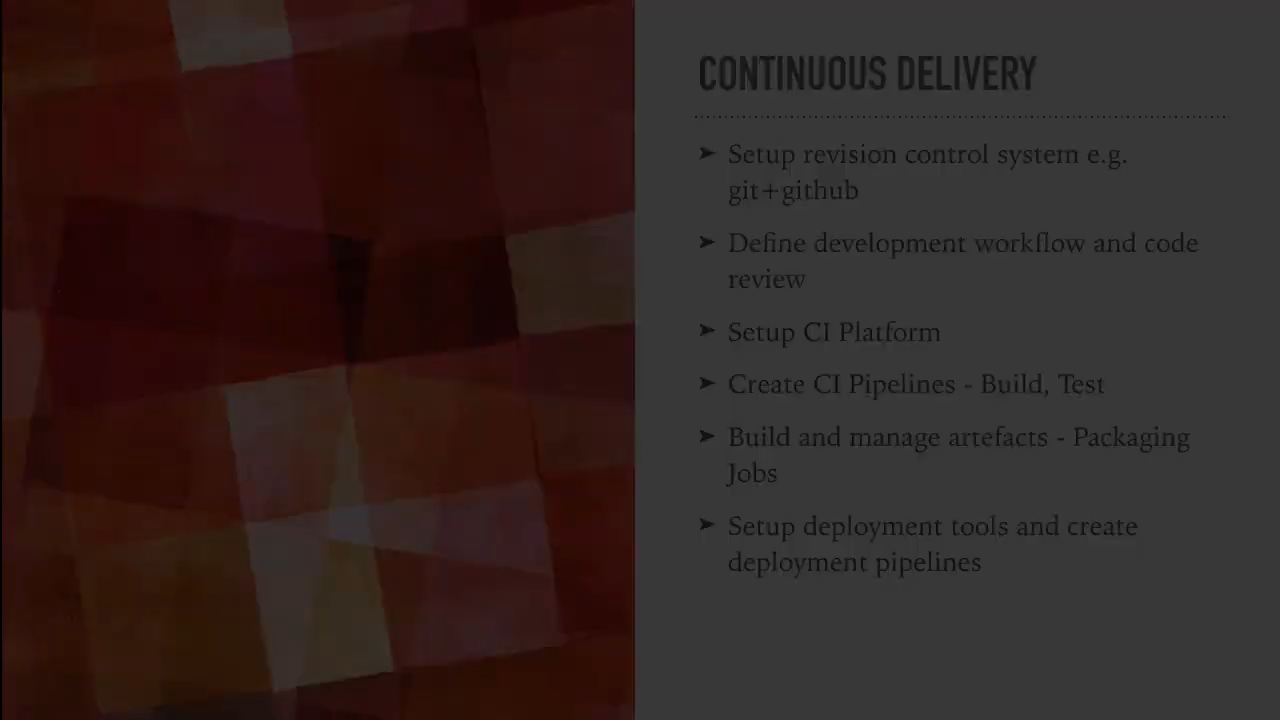 CONTINUOUS DELIVERY
➤ Setup revision control system e.g.
git+github
➤ Define development workflow and code
review
➤ Setup CI Platform
➤ Create CI Pipelines - Build, Test
➤ Build and manage artefacts - Packaging
Jobs
➤ Setup deployment tools and create
deployment pipelines